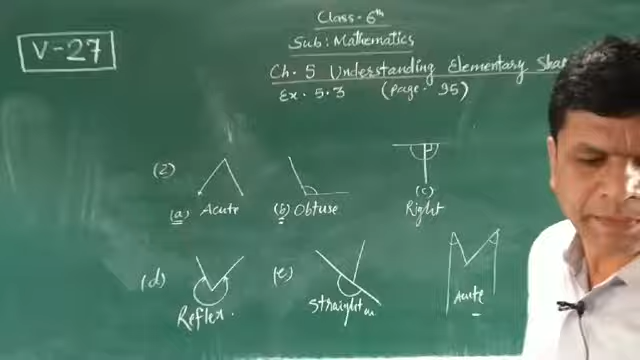 V-27
Class-6th
Sub: Mathematics
Ch. 5 Understanding Elementary
Ex. 5.3 (Page. 95)
(2)
(a) Acute
(b) Obtuse
(c)
Right
(d)
Reflex.
(e)
Straight
Acute